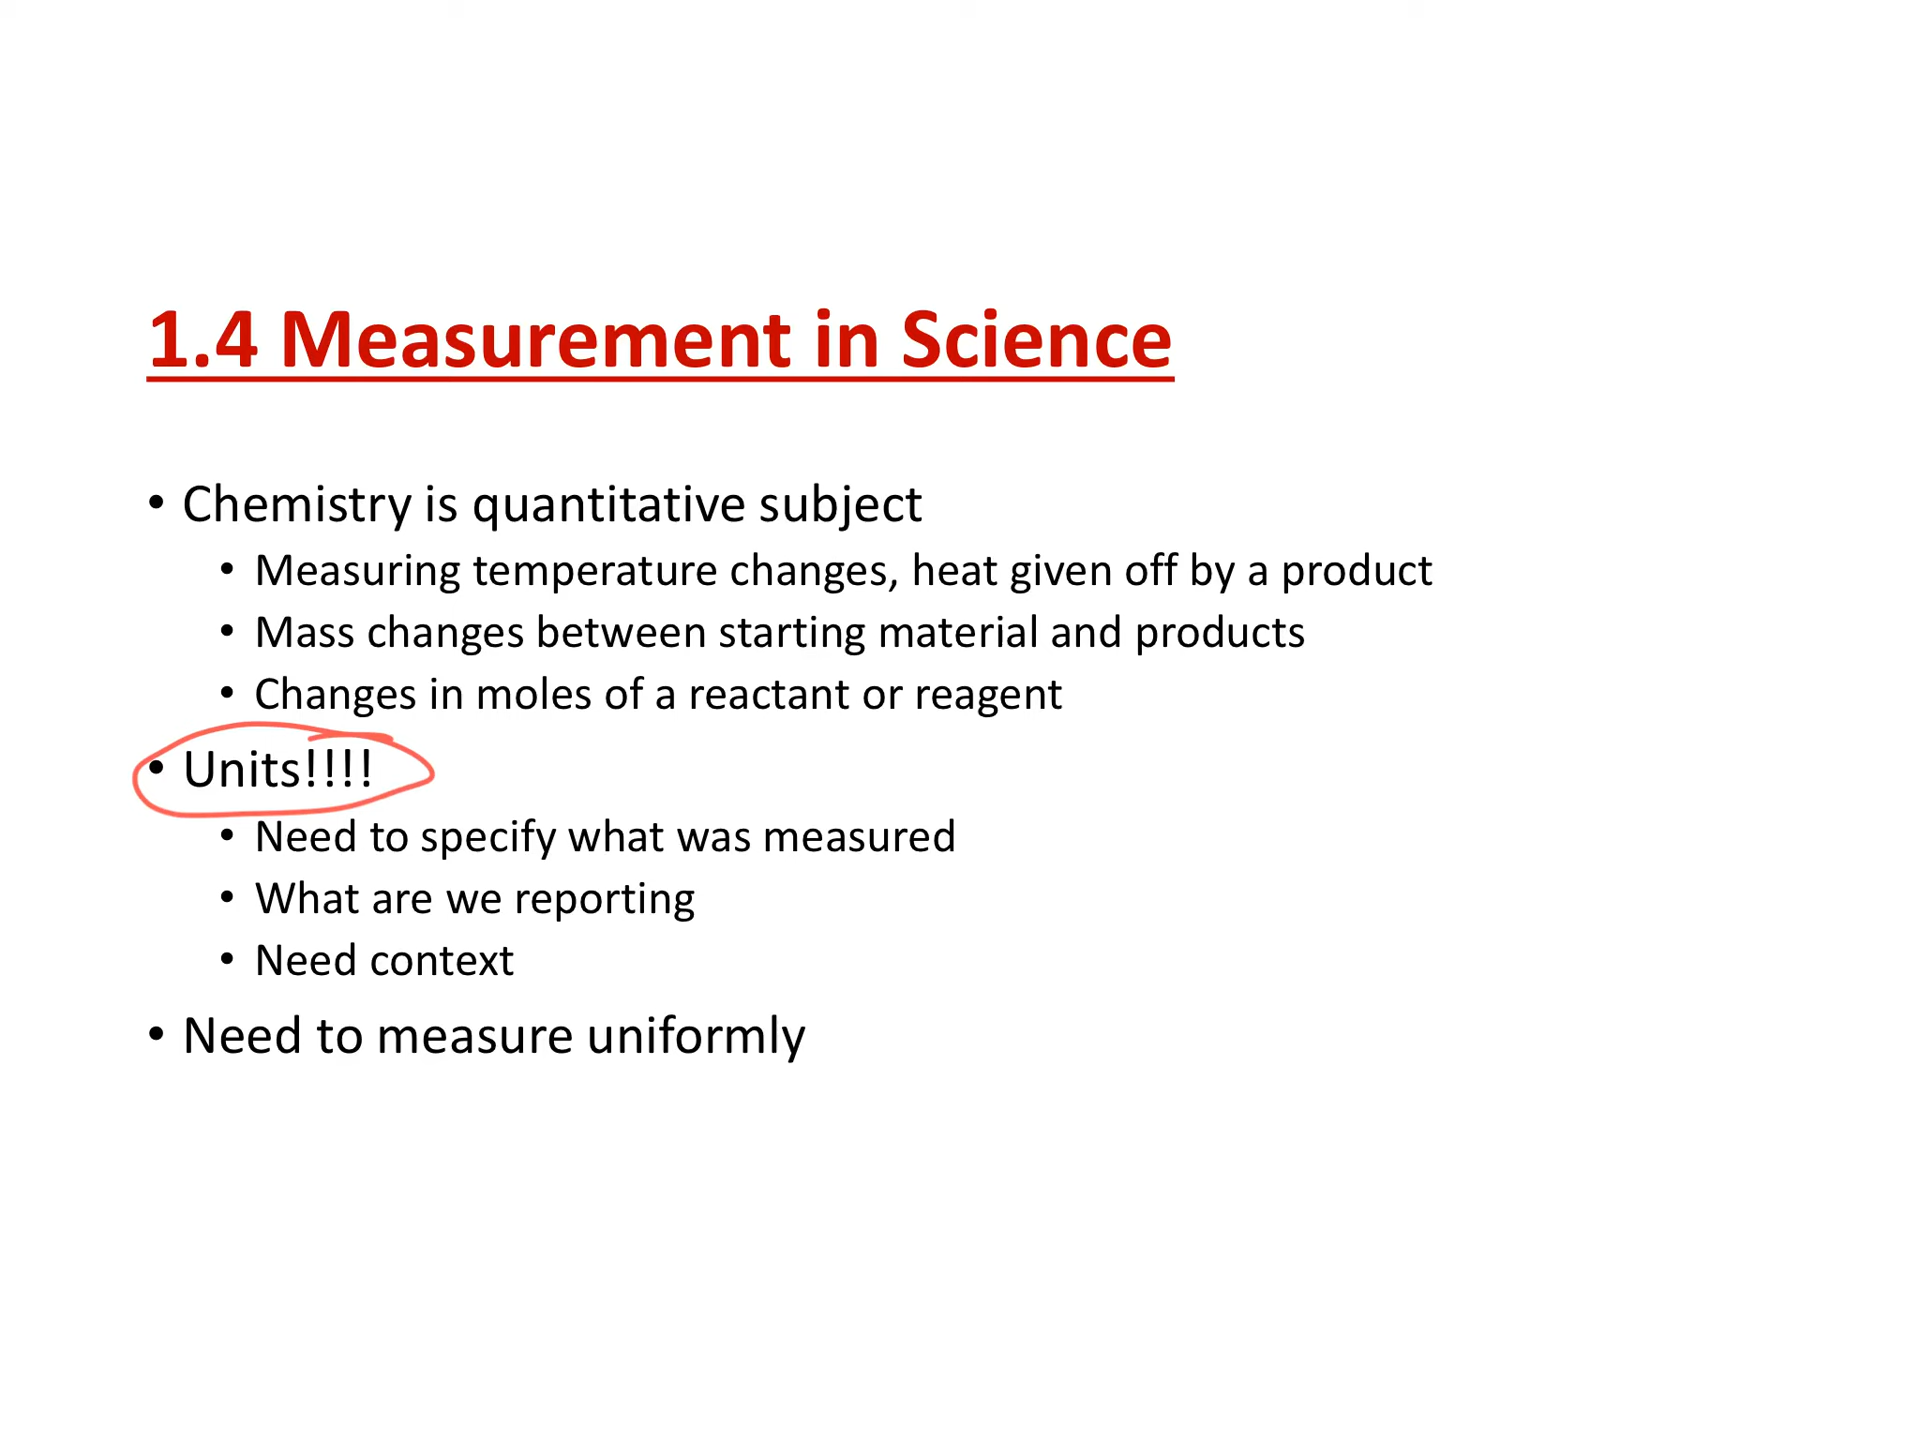 1.4 Measurement in Science
• Chemistry is quantitative subject
• Measuring temperature changes, heat given off by a product
• Mass changes between starting material and products
• Changes in moles of a reactant or reagent
• Units!!!!
• Need to specify what was measured
• What are we reporting
• Need context
• Need to measure uniformly